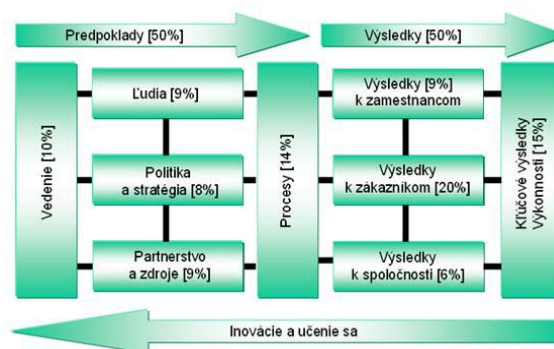 Predpoklady [50%]
Výsledky [50%]
Vedenie [10%]
Ľudia [9%]
Politika
a stratégia [8%]
Partnerstvo
a zdroje [9%]
Procesy [14%]
Výsledky [9%]
k zamestnancom
Výsledky
k zákazníkom [20%]
Výsledky
k spoločnosti [6%]
Kľúčové výsledky
Výkonnosti [15%]
Inovácie a učenie sa